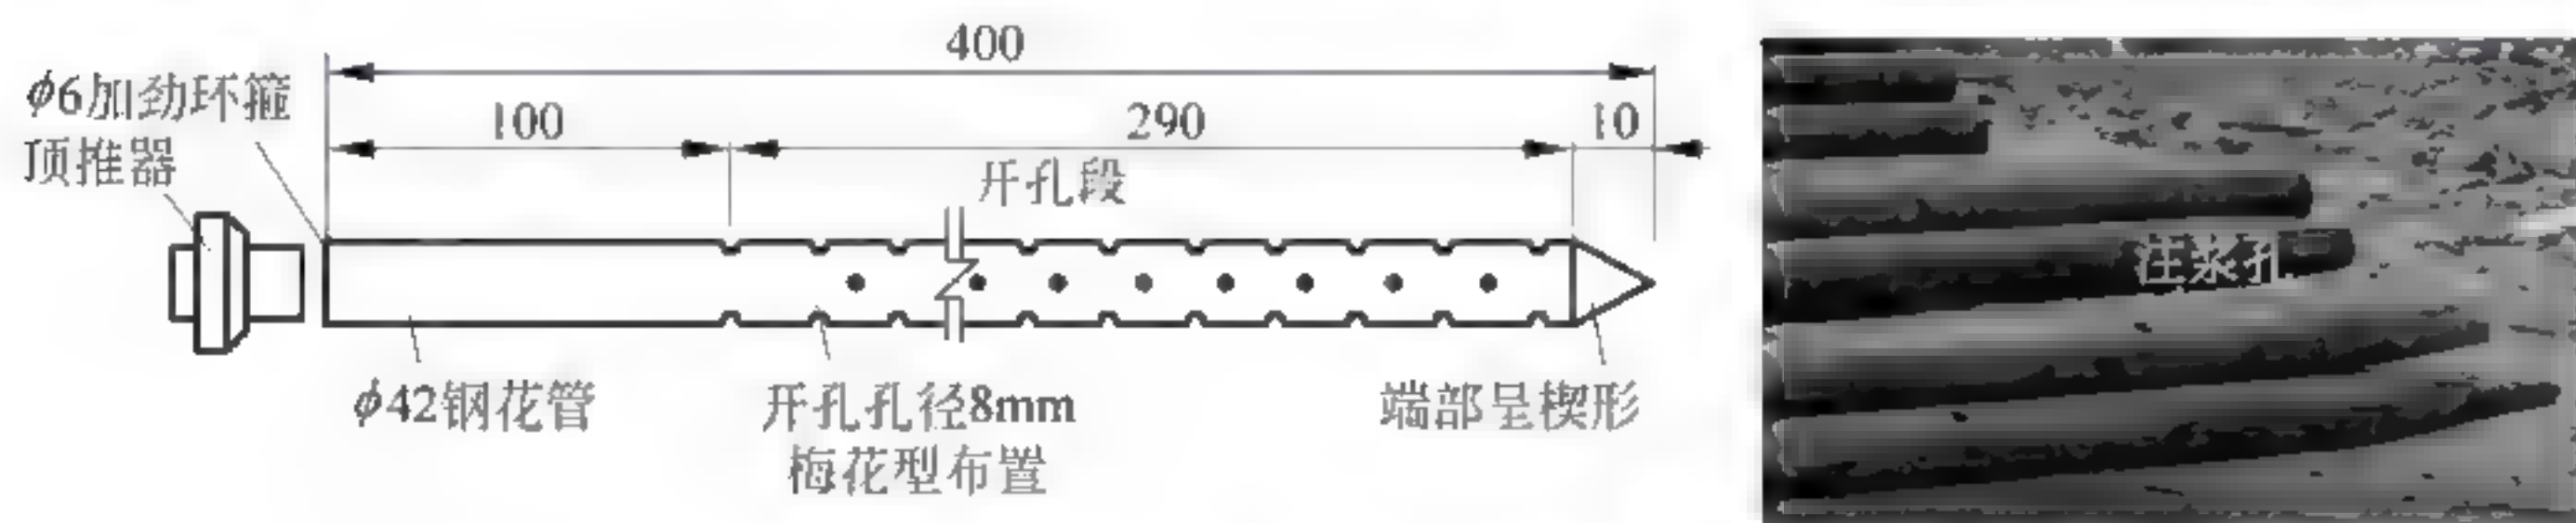 400
ϕ6加劲环箍
顶推器
100
290
10
开孔段
注浆孔
ϕ42钢花管
开孔孔径8mm
梅花型布置
端部呈楔形